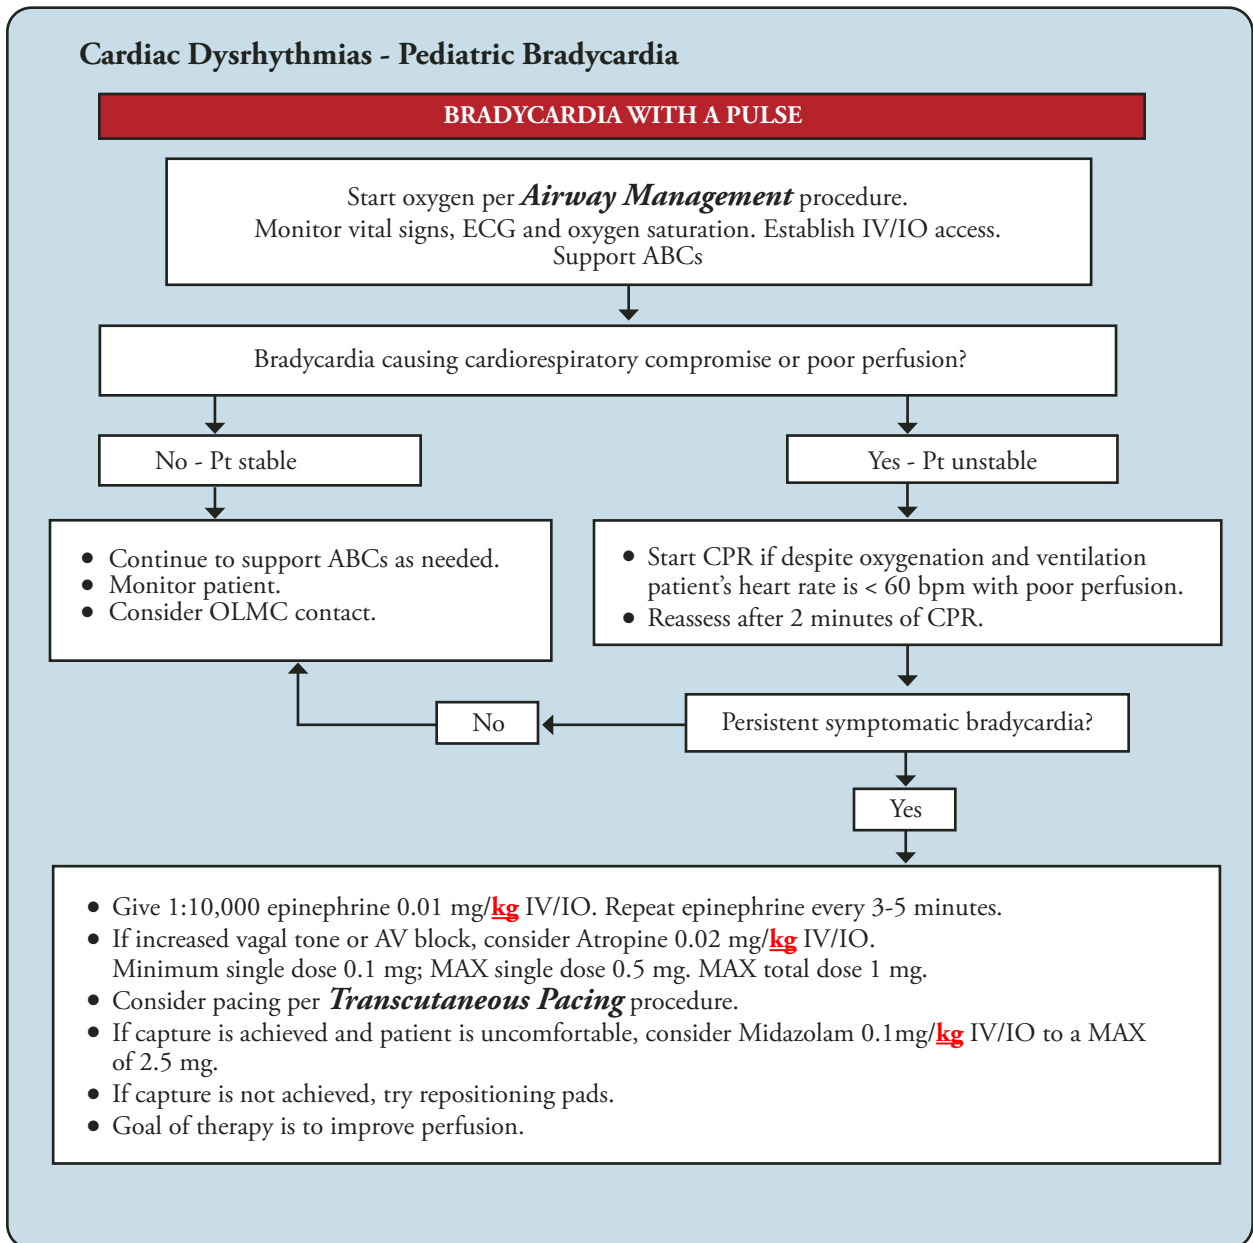 Cardiac Dysrhythmias - Pediatric Bradycardia
BRADYCARDIA WITH A PULSE
Start oxygen per Airway Management procedure.
Monitor vital signs, ECG and oxygen saturation. Establish IV/IO access.
Support ABCs
Bradycardia causing cardiorespiratory compromise or poor perfusion?
No - Pt stable
Yes - Pt unstable
• Continue to support ABCs as needed.
• Monitor patient.
• Consider OLMC contact.
• Start CPR if despite oxygenation and ventilation
patient’s heart rate is < 60 bpm with poor perfusion.
• Reassess after 2 minutes of CPR.
Persistent symptomatic bradycardia?
No
Yes
• Give 1:10,000 epinephrine 0.01 mg/kg IV/IO. Repeat epinephrine every 3-5 minutes.
• If increased vagal tone or AV block, consider Atropine 0.02 mg/kg IV/IO.
Minimum single dose 0.1 mg; MAX single dose 0.5 mg. MAX total dose 1 mg.
• Consider pacing per Transcutaneous Pacing procedure.
• If capture is achieved and patient is uncomfortable, consider Midazolam 0.1mg/kg IV/IO to a MAX
of 2.5 mg.
• If capture is not achieved, try repositioning pads.
• Goal of therapy is to improve perfusion.